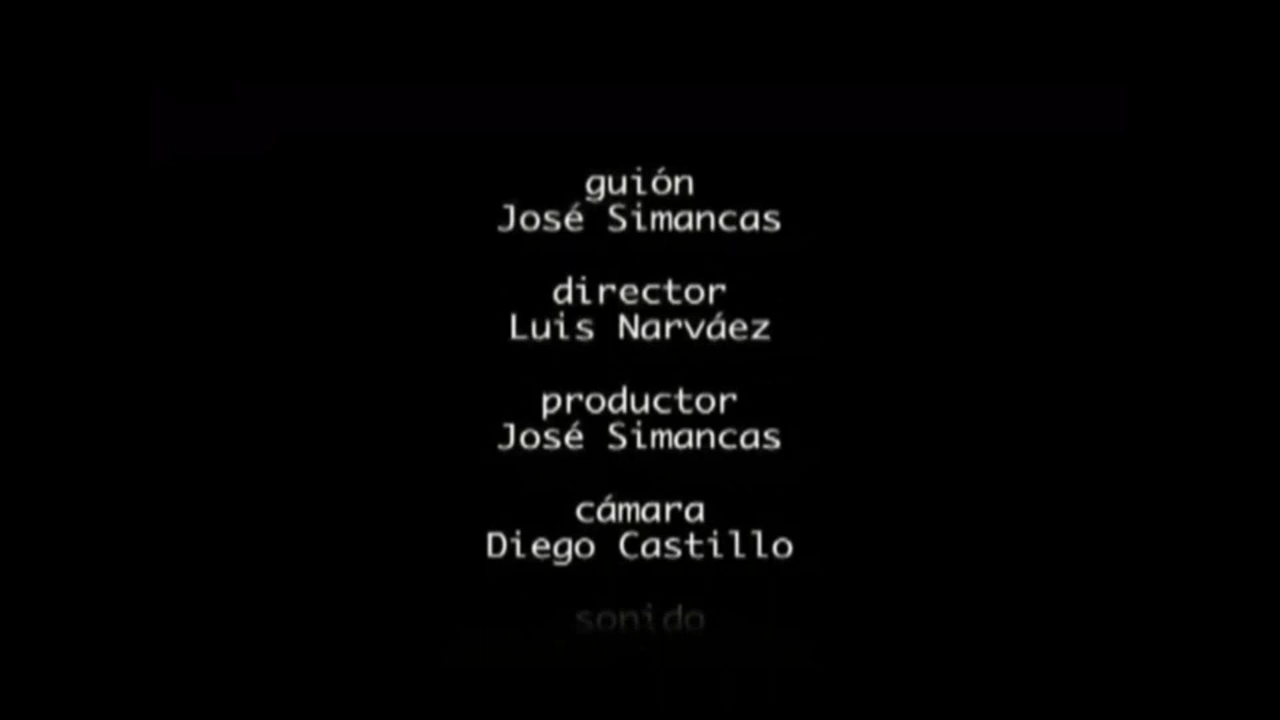 guión
José Simancas
director
Luis Narváez
productor
José Simancas
cámara
Diego Castillo
sonido